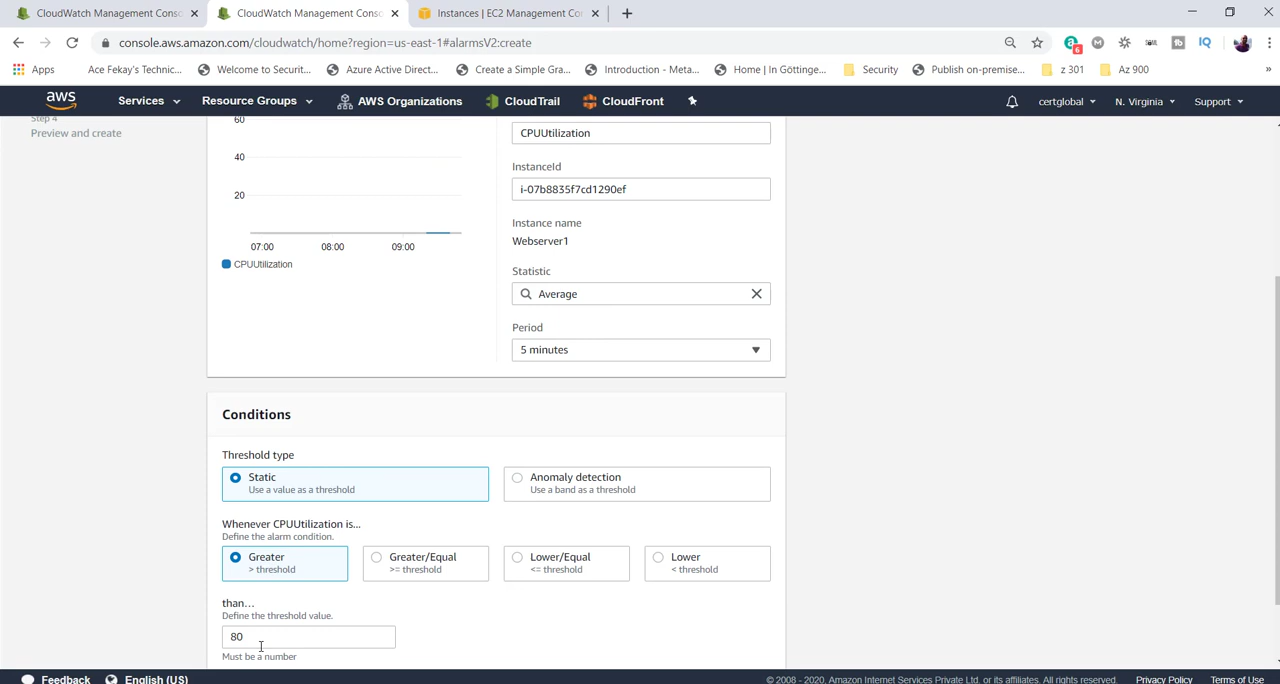 CloudWatch Management Conso
CloudWatch Management Conso
Instances | EC2 Management Con
console.aws.amazon.com/cloudwatch/home?region=us-east-1#alarmsV2:create
6
IQ
Apps
Ace Fekay's Technic...
Welcome to Securit...
Azure Active Direct...
Create a Simple Gra...
Introduction - Meta...
Home | In Göttinge...
Security
Publish on-premise...
z 301
Az 900
»
aws
Services
Resource Groups
AWS Organizations
CloudTrail
CloudFront
certglobal
N. Virginia
Support
Step 4
Preview and create
60
40
20
07:00
08:00
09:00
CPUUtilization
CPUUtilization
InstanceId
i-07b8835f7cd1290ef
Instance name
Webserver1
Statistic
Average
Period
5 minutes
Conditions
Threshold type
Static
Use a value as a threshold
Anomaly detection
Use a band as a threshold
Whenever CPUUtilization is...
Define the alarm condition.
Greater
> threshold
Greater/Equal
>= threshold
Lower/Equal
<= threshold
Lower
< threshold
than...
Define the threshold value.
80
Must be a number
Feedback
English (US)
© 2008 - 2020, Amazon Internet Services Private Ltd. or its affiliates. All rights reserved.
Privacy Policy
Terms of Use